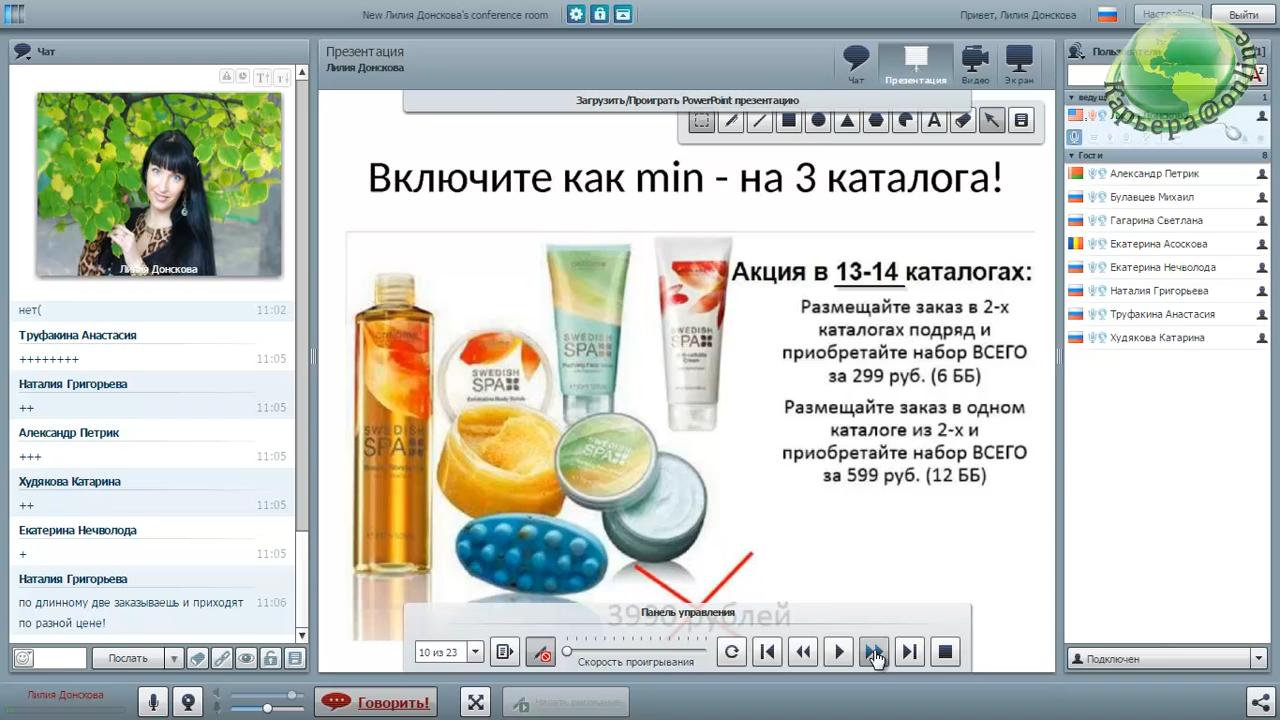 New Лилия Донскова's conference room
Привет, Лилия Донскова
Настройки
Выйти
Чат
Лилия Донскова
нет(
11:02
Труфакина Анастасия
++++++++
11:05
Наталия Григорьева
++
11:05
Александр Петрик
+++
11:05
Худякова Катарина
++
11:05
Екатерина Нечволода
+
11:05
Наталия Григорьева
по длинному две заказываешь и приходят
11:06
по разной цене!
Послать
Презентация
Лилия Донскова
Чат
Презентация
Видео
Экран
Загрузить/Проиграть PowerPoint презентацию
Включите как min - на 3 каталога!
Акция в 13-14 каталогах:
Размещайте заказ в 2-х
каталогах подряд и
приобретайте набор ВСЕГО
за 299 руб. (6 ББ)
Размещайте заказ в одном
каталоге из 2-х и
приобретайте набор ВСЕГО
за 599 руб. (12 ББ)
SWEDISH
SPA
SWEDISH
SPA
SWEDISH
SPA
SWEDISH
SPA
Панель управления
10 из 23
Скорость проигрывания
Карьера@online
1
Гости
8
Александр Петрик
Булавцев Михаил
Гагарина Светлана
Екатерина Асоскова
Екатерина Нечволода
Наталия Григорьева
Труфакина Анастасия
Худякова Катарина
Подключен
Лилия Донскова
Говорить!